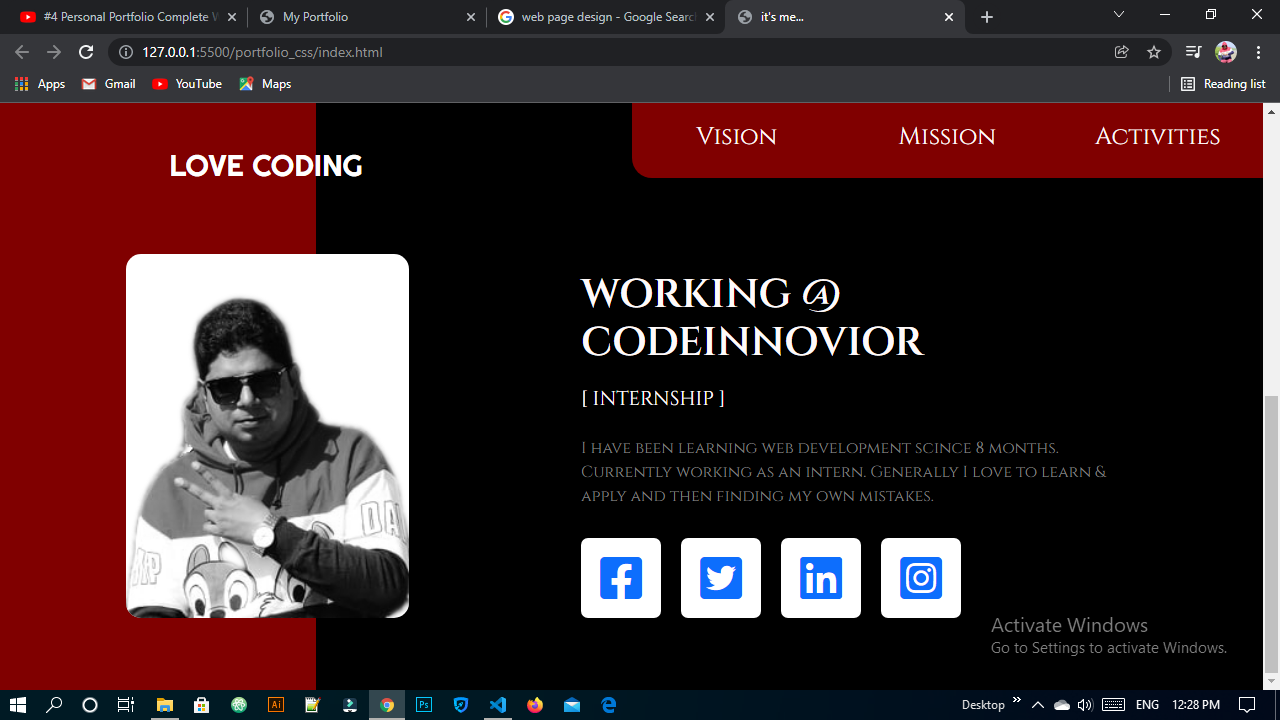 #4 Personal Portfolio Complete W
My Portfolio
web page design - Google Search
it's me...
127.0.0.1:5500/portfolio_css/index.html
Apps
Gmail
YouTube
Maps
Reading list
Vision
Mission
Activities
LOVE CODING
WORKING @
CODEINNOVIOR
[ INTERNSHIP ]
I have been learning web development scince 8 months.
Currently working as an intern. Generally I love to learn &
apply and then finding my own mistakes.
Activate Windows
Go to Settings to activate Windows.
Ai
Ps
Desktop
ENG
12:28 PM